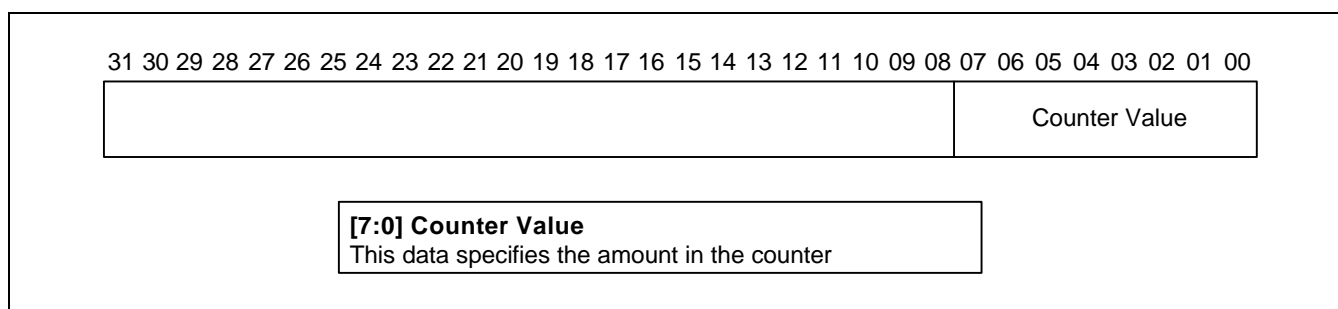 31 30 29 28 27 26 25 24 23 22 21 20 19 18 17 16 15 14 13 12 11 10 09 08 07 06 05 04 03 02 01 00
Counter Value
[7:0] Counter Value
This data specifies the amount in the counter